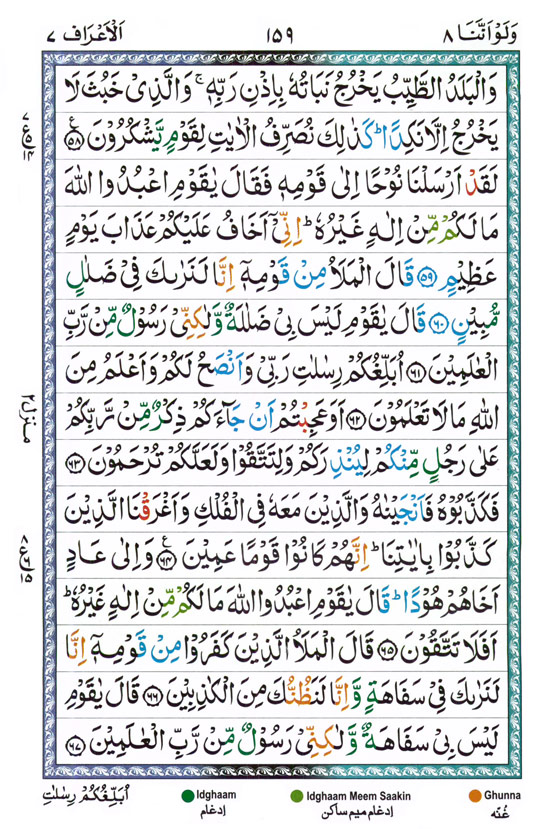 وَلَوْاَنَّنَا ٨
١٥٩
اَلْاَعْرَاف ٧
وَالْبَلَدُ الطَّيِّبُ يَخْرُجُ نَبَاتُهٗ بِاِذْنِ رَبِّهٖ ۚ وَالَّذِىْ خَبُثَ لَا
يَخْرُجُ اِلَّا نَكِدًا ؕ كَذٰلِكَ نُصَرِّفُ الْاٰيٰتِ لِقَوْمٍ يَّشْكُرُوْنَ ﴿٥٨﴾
لَقَدْ اَرْسَلْنَا نُوْحًا اِلٰى قَوْمِهٖ فَقَالَ يٰقَوْمِ اعْبُدُوا اللّٰهَ
مَا لَكُمْ مِّنْ اِلٰهٍ غَيْرُهٗ ؕ اِنِّىْۤ اَخَافُ عَلَيْكُمْ عَذَابَ يَوْمٍ
عَظِيْمٍ ﴿٥٩﴾ قَالَ الْمَلَاُ مِنْ قَوْمِهٖۤ اِنَّا لَنَرٰىكَ فِىْ ضَلٰلٍ
مُّبِيْنٍ ﴿٦٠﴾ قَالَ يٰقَوْمِ لَيْسَ بِىْ ضَلٰلَةٌ وَّلٰكِنِّىْ رَسُوْلٌ مِّنْ رَّبِّ
الْعٰلَمِيْنَ ﴿٦١﴾ اُبَلِّغُكُمْ رِسٰلٰتِ رَبِّىْ وَاَنْصَحُ لَكُمْ وَاَعْلَمُ مِنَ
اللّٰهِ مَا لَا تَعْلَمُوْنَ ﴿٦٢﴾ اَوَعَجِبْتُمْ اَنْ جَآءَكُمْ ذِكْرٌ مِّنْ رَّبِّكُمْ
عَلٰى رَجُلٍ مِّنْكُمْ لِيُنْذِرَكُمْ وَلِتَتَّقُوْا وَلَعَلَّكُمْ تُرْحَمُوْنَ ﴿٦٣﴾
فَكَذَّبُوْهُ فَاَنْجَيْنٰهُ وَالَّذِيْنَ مَعَهٗ فِى الْفُلْكِ وَاَغْرَقْنَا الَّذِيْنَ
كَذَّبُوْا بِاٰيٰتِنَا ؕ اِنَّهُمْ كَانُوْا قَوْمًا عَمِيْنَ ﴿٦٤﴾ وَاِلٰى عَادٍ
اَخَاهُمْ هُوْدًا ؕ قَالَ يٰقَوْمِ اعْبُدُوا اللّٰهَ مَا لَكُمْ مِّنْ اِلٰهٍ غَيْرُهٗ ؕ
اَفَلَا تَتَّقُوْنَ ﴿٦٥﴾ قَالَ الْمَلَاُ الَّذِيْنَ كَفَرُوْا مِنْ قَوْمِهٖۤ اِنَّا
لَنَرٰىكَ فِىْ سَفَاهَةٍ وَّاِنَّا لَنَظُنُّكَ مِنَ الْكٰذِبِيْنَ ﴿٦٦﴾ قَالَ يٰقَوْمِ
لَيْسَ بِىْ سَفَاهَةٌ وَّلٰكِنِّىْ رَسُوْلٌ مِّنْ رَّبِّ الْعٰلَمِيْنَ ﴿٦٧﴾
منزل ٢
اُبَلِّغُكُمْ رِسٰلٰتِ
Idghaam
إدغام
Idghaam Meem Saakin
إدغام ميم ساكن
Ghunna
غُنّه